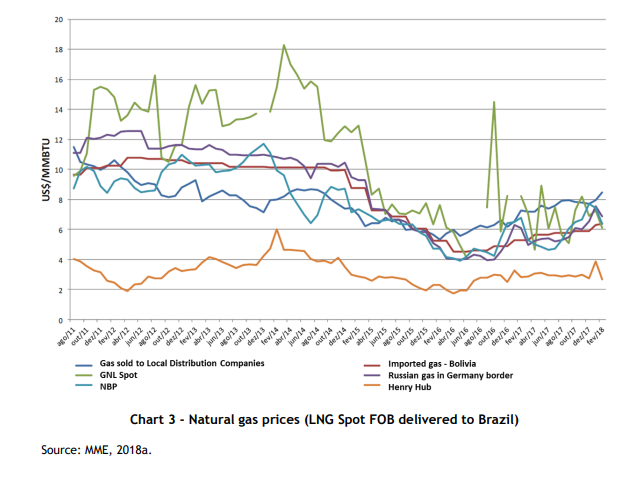 20
18
16
14
12
10
8
6
4
2
0
US$/MMBTU
ago/11
out/11
dez/11
fev/12
abr/12
jun/12
ago/12
out/12
dez/12
fev/13
abr/13
jun/13
ago/13
out/13
dez/13
fev/14
abr/14
jun/14
ago/14
out/14
dez/14
fev/15
abr/15
jun/15
ago/15
out/15
dez/15
fev/16
abr/16
jun/16
ago/16
out/16
dez/16
fev/17
abr/17
jun/17
ago/17
out/17
dez/17
fev/18
Gas sold to Local Distribution Companies
Imported gas - Bolivia
GNL Spot
Russian gas in Germany border
NBP
Henry Hub
Chart 3 - Natural gas prices (LNG Spot FOB delivered to Brazil)
Source: MME, 2018a.